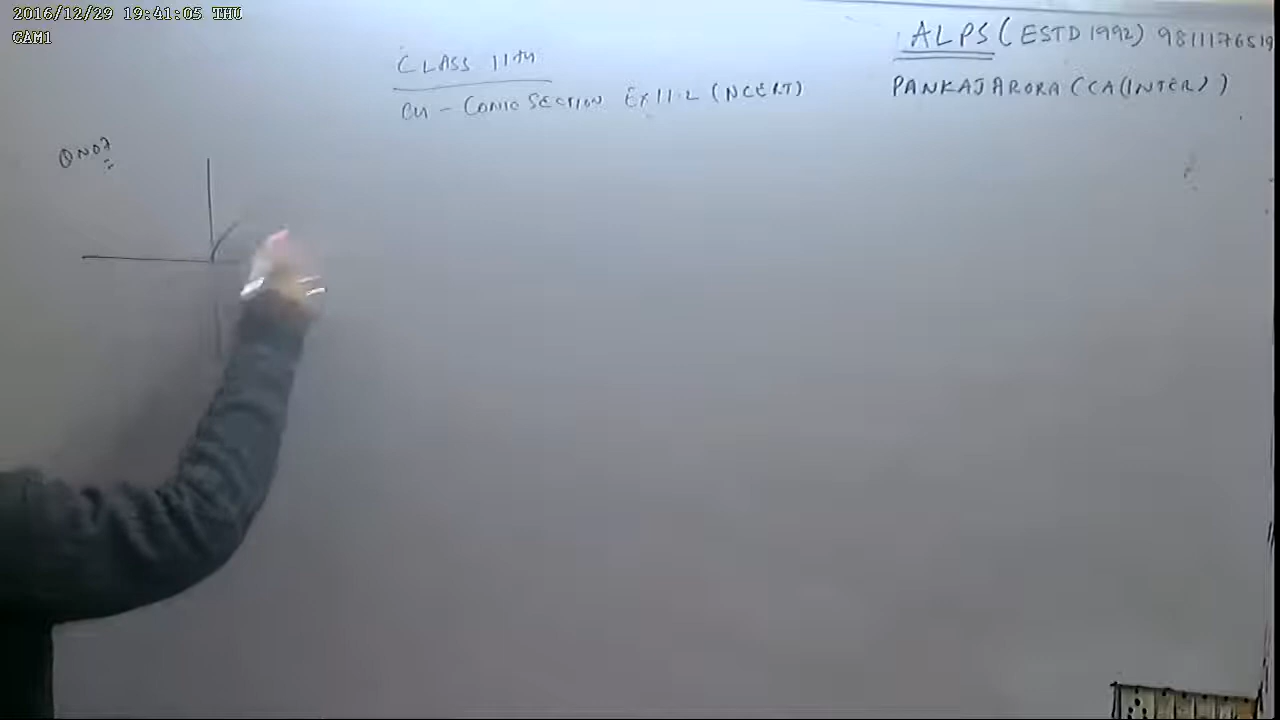 2016/12/29 19:41:05 THU
CAM1
ALPS (ESTD 1992) 9811176519
PANKAJ ARORA (CA(INTER))
CLASS 11th
CH - CONIC SECTION EX 11.2 (NCERT)
Q NO7